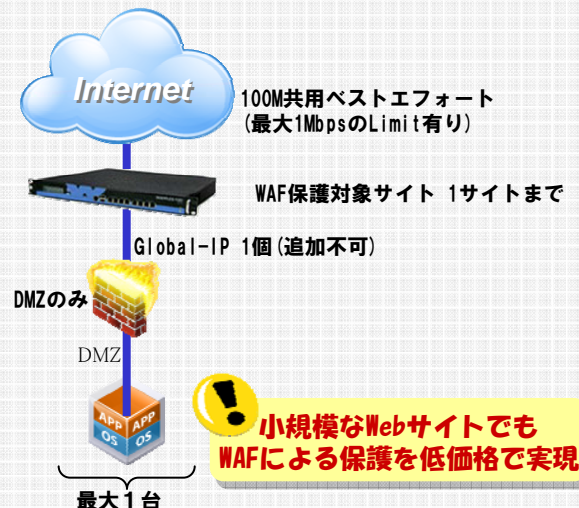 Internet
100M共用ベストエフォート
(最大1MbpsのLimit有り)
WAF保護対象サイト 1サイトまで
Global-IP 1個(追加不可)
DMZのみ
DMZ
APP APP
OS OS
小規模なWebサイトでも
WAFによる保護を低価格で実現
最大１台